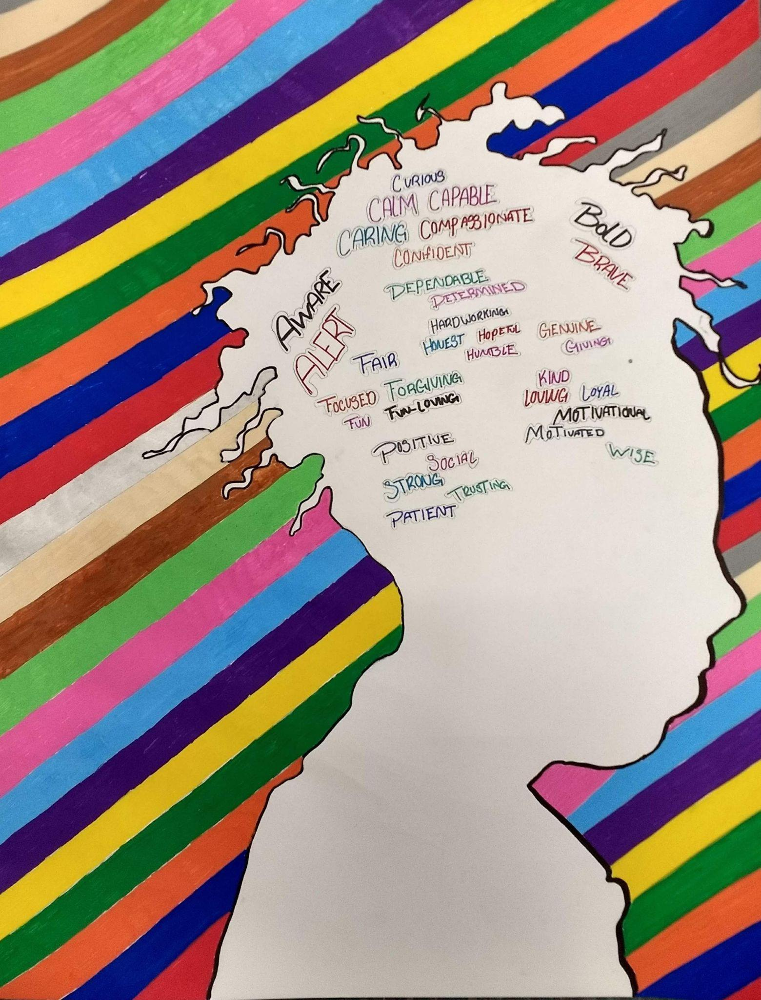 CURIOUS
CALM CAPABLE
CARING COMPASSIONATE
CONFIDENT
BOLD
BRAVE
AWARE
ALERT
DEPENDABLE
DETERMINED
HARDWORKING
HONEST HOPEFUL
HUMBLE
GENUINE
GIVING
FAIR
FOCUSED FORGIVING
FUN FUN-LOVING
KIND
LOVING LOYAL
MOTIVATIONAL
MOTIVATED
WISE
POSITIVE
SOCIAL
STRONG TRUSTING
PATIENT